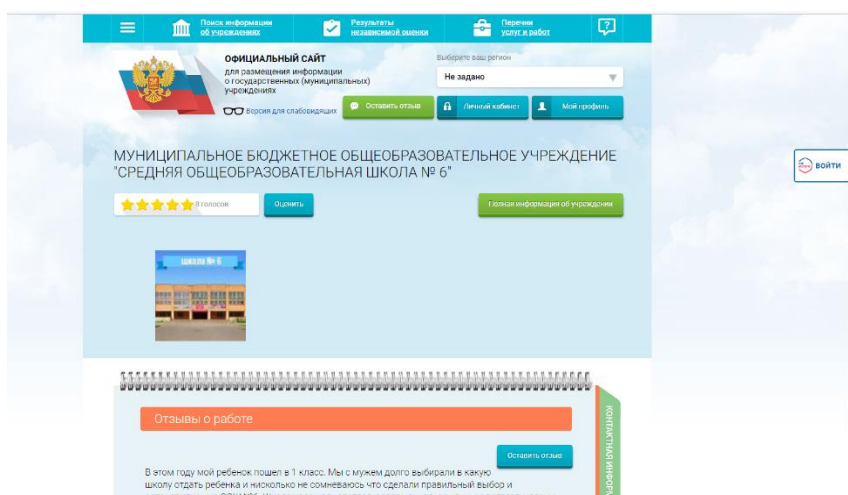 Поиск информации
об учреждениях
Результаты
независимой оценки
Перечни
услуг и работ
ОФИЦИАЛЬНЫЙ САЙТ
для размещения информации
о государственных (муниципальных)
учреждениях
Версия для слабовидящих
Оставить отзыв
Выберите ваш регион
Не задано
Личный кабинет
Мой профиль
войти
МУНИЦИПАЛЬНОЕ БЮДЖЕТНОЕ ОБЩЕОБРАЗОВАТЕЛЬНОЕ УЧРЕЖДЕНИЕ
"СРЕДНЯЯ ОБЩЕОБРАЗОВАТЕЛЬНАЯ ШКОЛА № 6"
8 голосов
Оценить
Полная информация об учреждении
школа № 6
Отзывы о работе
КОНТАКТНАЯ ИНФОР
Оставить отзыв
В этом году мой ребенок пошел в 1 класс. Мы с мужем долго выбирали в какую
школу отдать ребенка и нисколько не сомневаюсь что сделали правильный выбор и